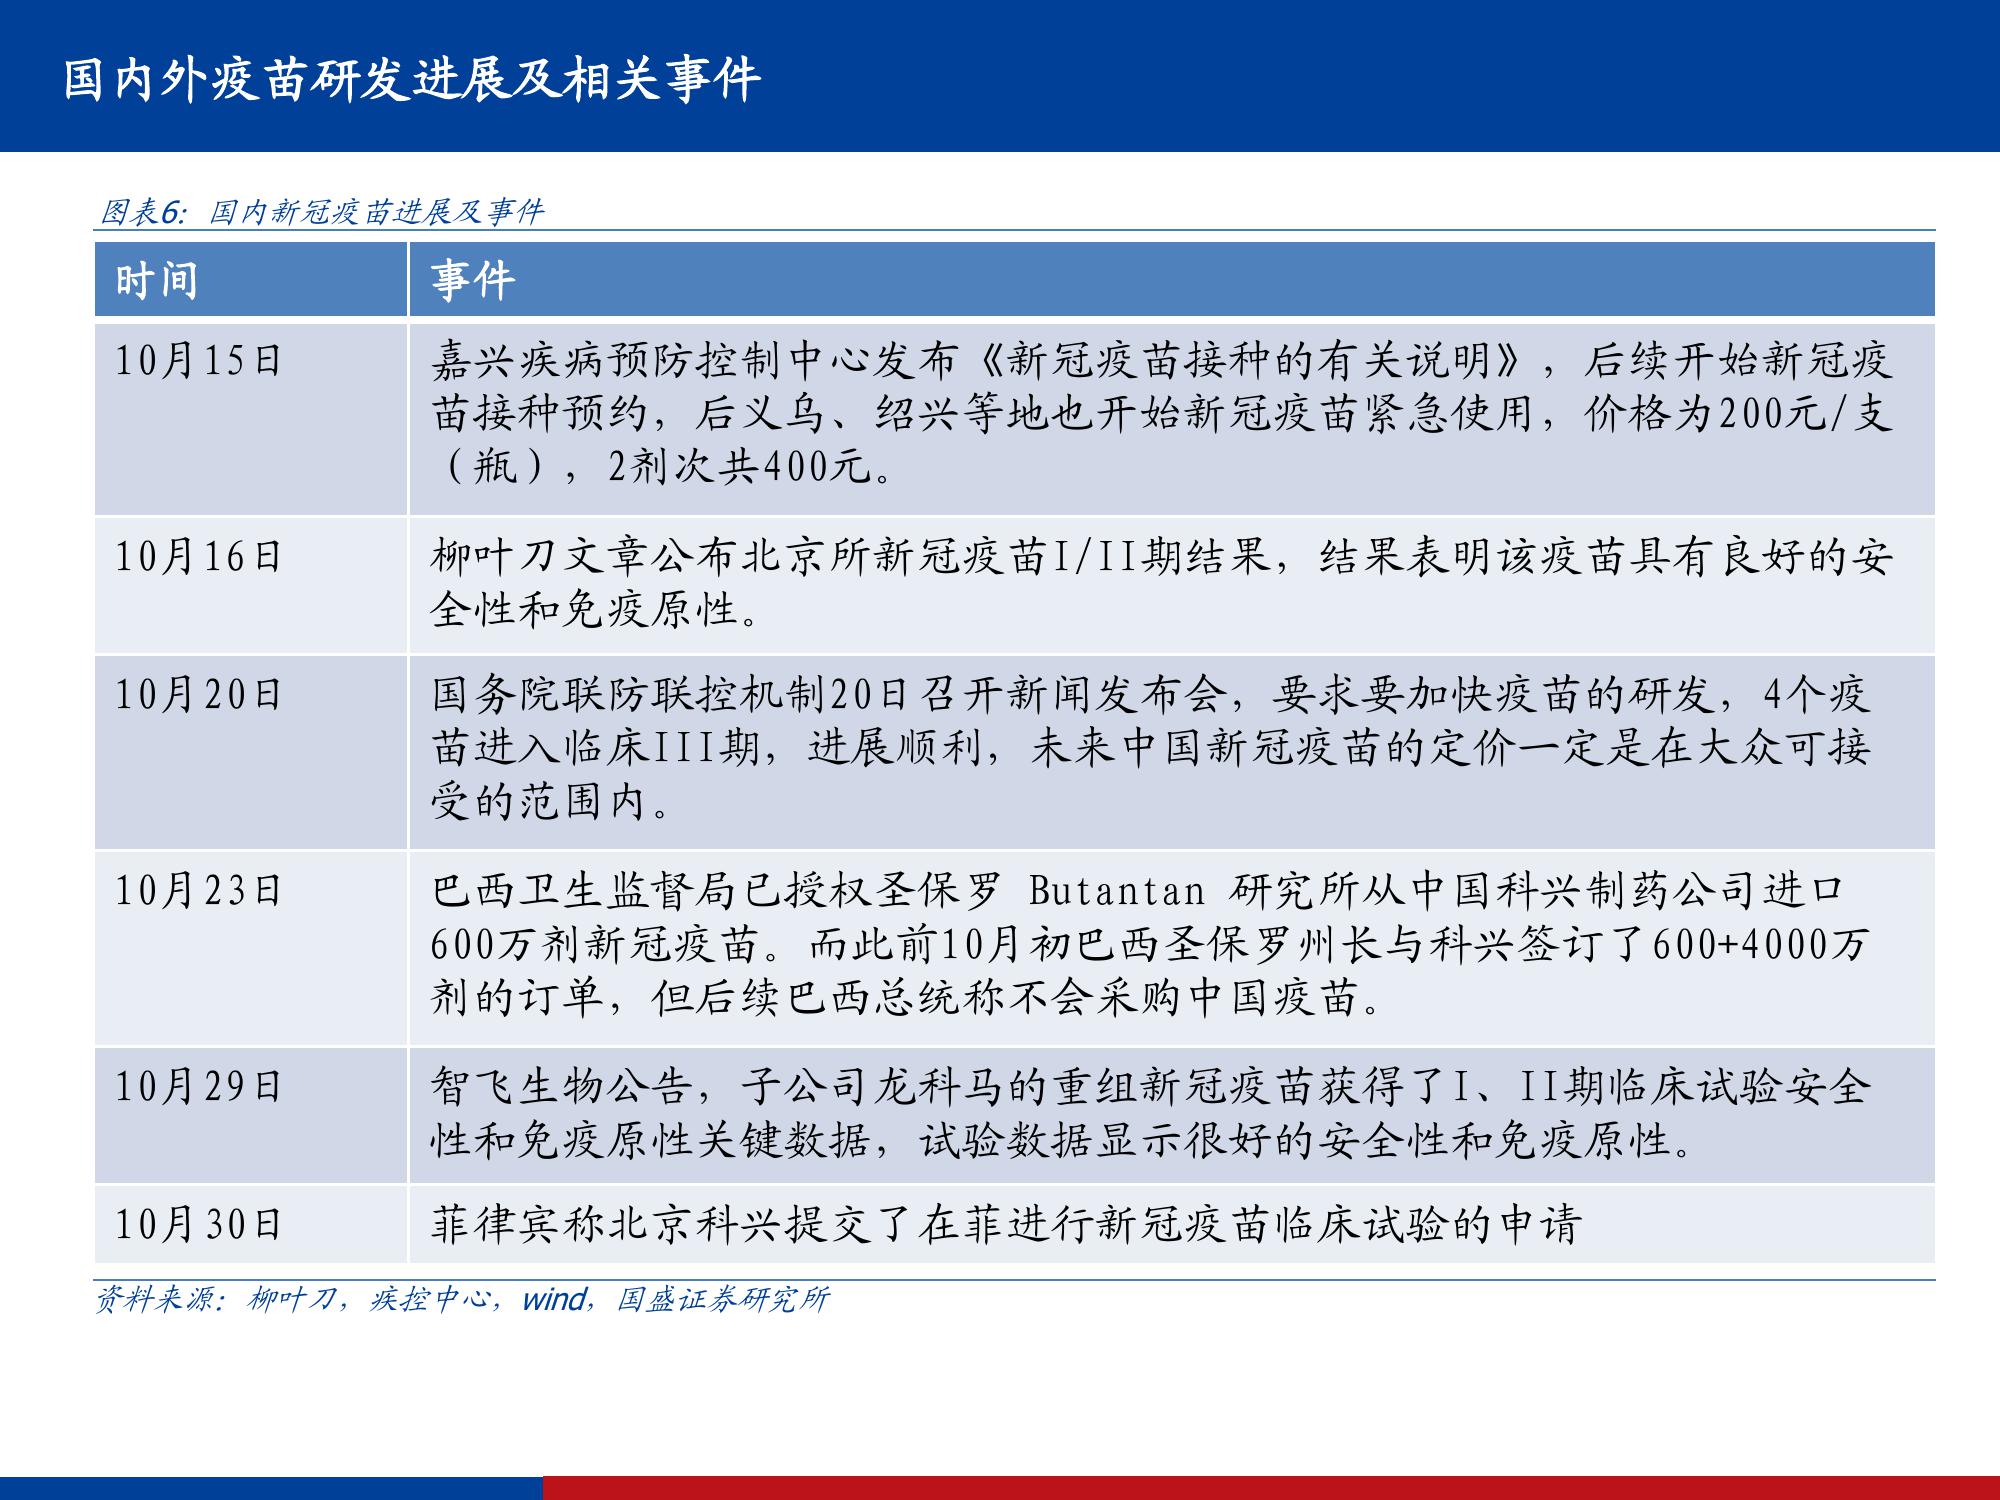 国内外疫苗研发进展及相关事件
图表6：国内新冠疫苗进展及事件
时间
事件
10月15日
嘉兴疾病预防控制中心发布《新冠疫苗接种的有关说明》，后续开始新冠疫
苗接种预约，后义乌、绍兴等地也开始新冠疫苗紧急使用，价格为200元/支
（瓶），2剂次共400元。
10月16日
柳叶刀文章公布北京所新冠疫苗I/II期结果，结果表明该疫苗具有良好的安
全性和免疫原性。
10月20日
国务院联防联控机制20日召开新闻发布会，要求要加快疫苗的研发，4个疫
苗进入临床III期，进展顺利，未来中国新冠疫苗的定价一定是在大众可接
受的范围内。
10月23日
巴西卫生监督局已授权圣保罗 Butantan 研究所从中国科兴制药公司进口
600万剂新冠疫苗。而此前10月初巴西圣保罗州长与科兴签订了600+4000万
剂的订单，但后续巴西总统称不会采购中国疫苗。
10月29日
智飞生物公告，子公司龙科马的重组新冠疫苗获得了I、II期临床试验安全
性和免疫原性关键数据，试验数据显示很好的安全性和免疫原性。
10月30日
菲律宾称北京科兴提交了在菲进行新冠疫苗临床试验的申请
资料来源：柳叶刀，疾控中心，wind，国盛证券研究所